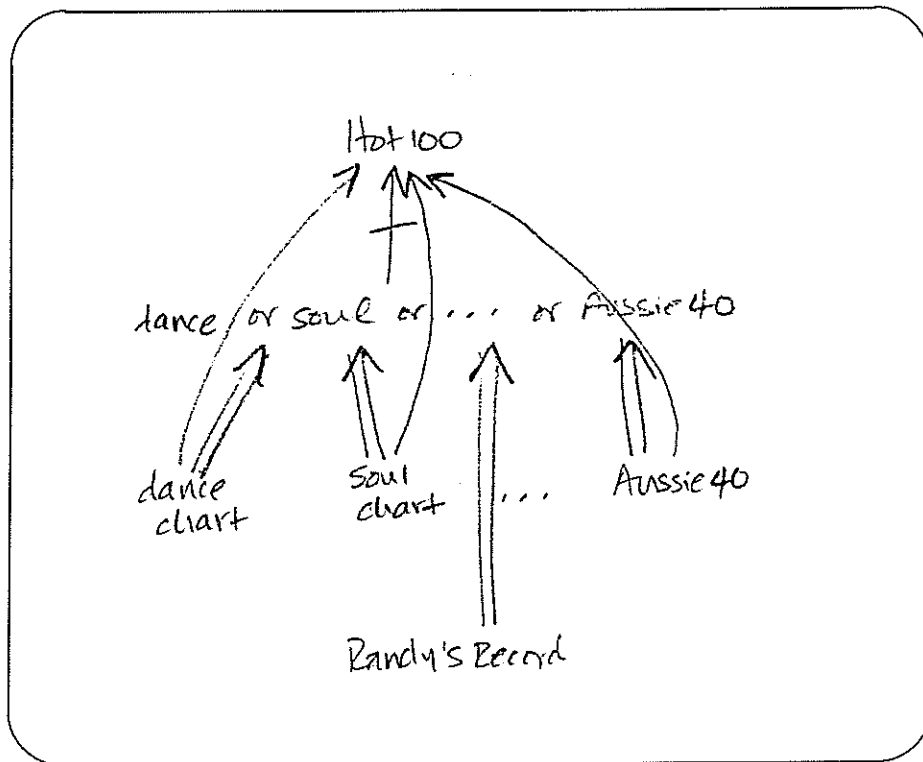 Hot 100
dance or soul or ... or Aussie 40
dance chart
soul chart
...
Aussie 40
Randy's Record